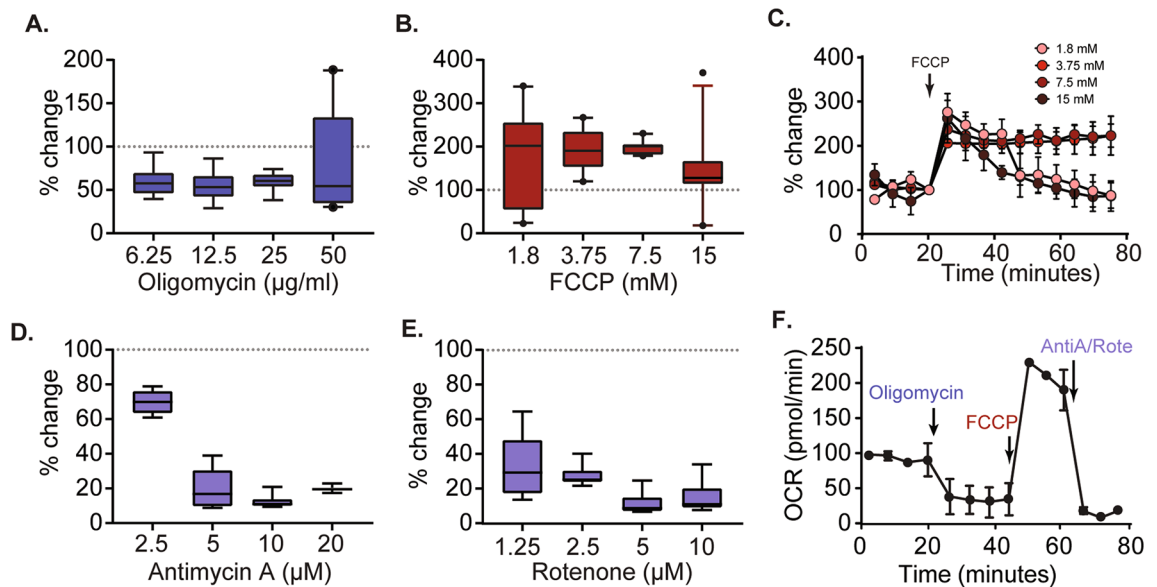 A.
% change
200
150
100
50
0
6.25 12.5 25 50
Oligomycin (µg/ml)
B.
% change
400
300
200
100
0
1.8 3.75 7.5 15
FCCP (mM)
C.
% change
400
300
200
100
0
FCCP
1.8 mM
3.75 mM
7.5 mM
15 mM
0 20 40 60 80
Time (minutes)
D.
% change
100
80
60
40
20
0
2.5 5 10 20
Antimycin A (µM)
E.
% change
100
80
60
40
20
0
1.25 2.5 5 10
Rotenone (µM)
F.
OCR (pmol/min)
250
200
150
100
50
0
Oligomycin
FCCP
AntiA/Rote
0 20 40 60 80
Time (minutes)